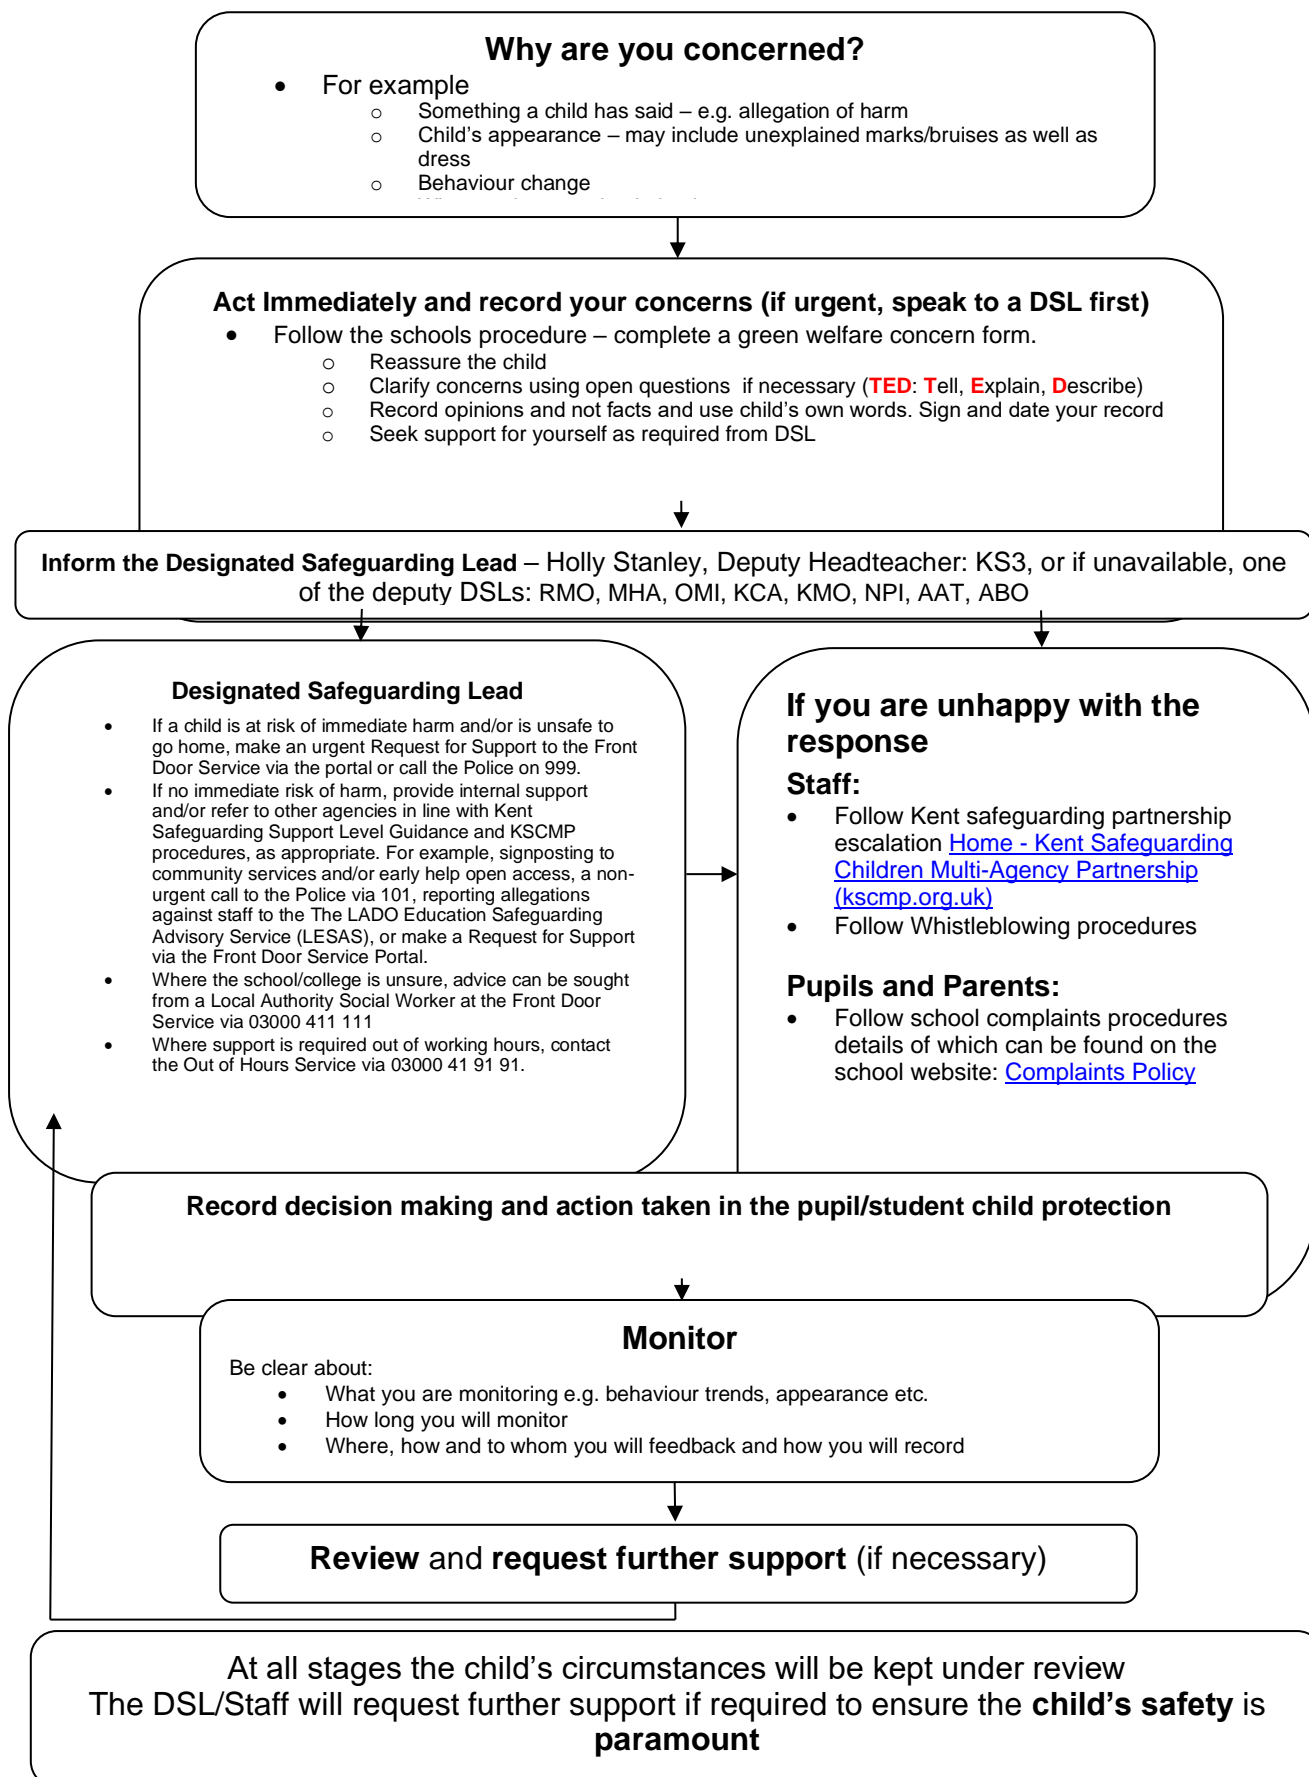 Why are you concerned?
• For example
o Something a child has said – e.g. allegation of harm
o Child's appearance – may include unexplained marks/bruises as well as
dress
o Behaviour change
Act Immediately and record your concerns (if urgent, speak to a DSL first)
• Follow the schools procedure – complete a green welfare concern form.
o Reassure the child
o Clarify concerns using open questions if necessary (TED: Tell, Explain, Describe)
o Record opinions and not facts and use child's own words. Sign and date your record
o Seek support for yourself as required from DSL
Inform the Designated Safeguarding Lead – Holly Stanley, Deputy Headteacher: KS3, or if unavailable, one
of the deputy DSLs: RMO, MHA, OMI, KCA, KMO, NPI, AAT, ABO
Designated Safeguarding Lead
• If a child is at risk of immediate harm and/or is unsafe to
go home, make an urgent Request for Support to the Front
Door Service via the portal or call the Police on 999.
• If no immediate risk of harm, provide internal support
and/or refer to other agencies in line with Kent
Safeguarding Support Level Guidance and KSCMP
procedures, as appropriate. For example, signposting to
community services and/or early help open access, a non-
urgent call to the Police via 101, reporting allegations
against staff to the The LADO Education Safeguarding
Advisory Service (LESAS), or make a Request for Support
via the Front Door Service Portal.
• Where the school/college is unsure, advice can be sought
from a Local Authority Social Worker at the Front Door
Service via 03000 411 111
• Where support is required out of working hours, contact
the Out of Hours Service via 03000 41 91 91.
If you are unhappy with the
response
Staff:
• Follow Kent safeguarding partnership
escalation Home - Kent Safeguarding
Children Multi-Agency Partnership
(kscmp.org.uk)
• Follow Whistleblowing procedures
Pupils and Parents:
• Follow school complaints procedures
details of which can be found on the
school website: Complaints Policy
Record decision making and action taken in the pupil/student child protection
Monitor
Be clear about:
• What you are monitoring e.g. behaviour trends, appearance etc.
• How long you will monitor
• Where, how and to whom you will feedback and how you will record
Review and request further support (if necessary)
At all stages the child's circumstances will be kept under review
The DSL/Staff will request further support if required to ensure the child's safety is
paramount